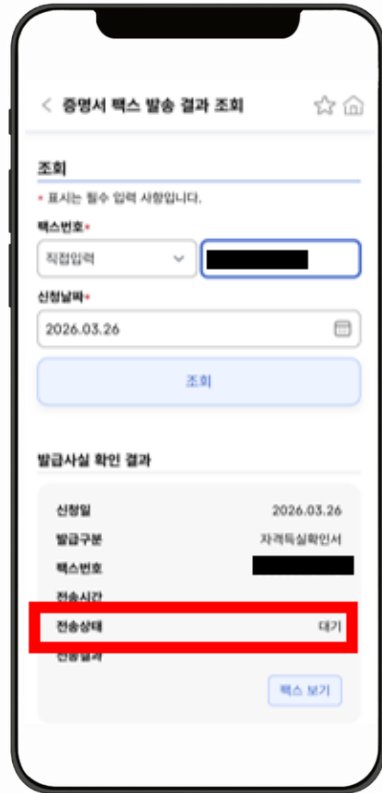 < 증명서 팩스 발송 결과 조회
조회
* 표시는 필수 입력 사항입니다.
팩스번호*
직접입력
신청날짜*
2026.03.26
조회
발급사실 확인 결과
신청일 2026.03.26
발급구분 자격득실확인서
팩스번호
전송시간
전송상태 대기
전송결과
팩스 보기